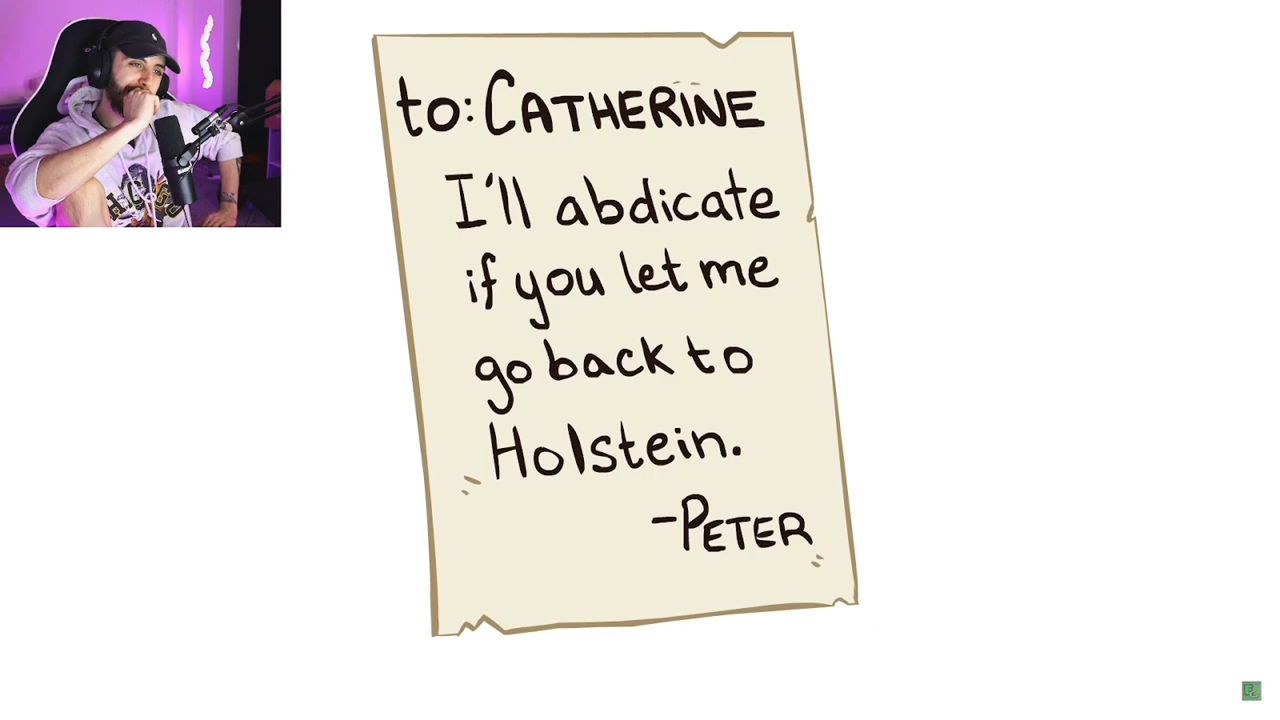 to: CATHERINE
I'll abdicate
if you let me
go back to
Holstein.
-PETER